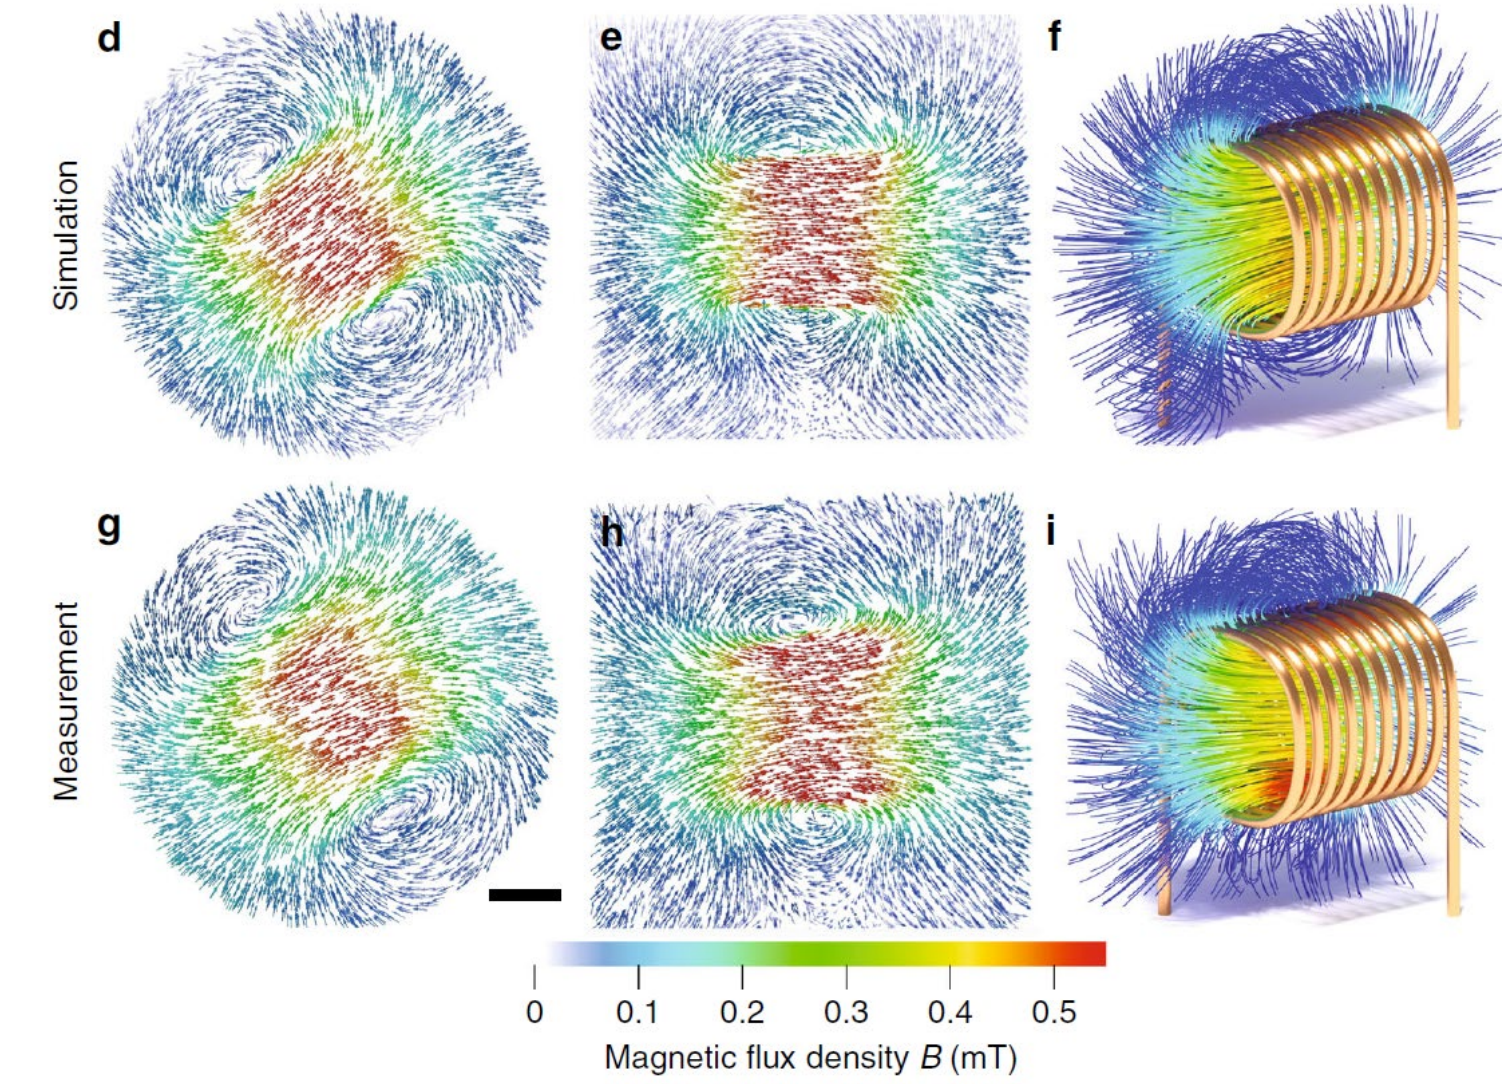 d
e
f
Simulation
g
h
i
Measurement
0 0.1 0.2 0.3 0.4 0.5
Magnetic flux density B (mT)